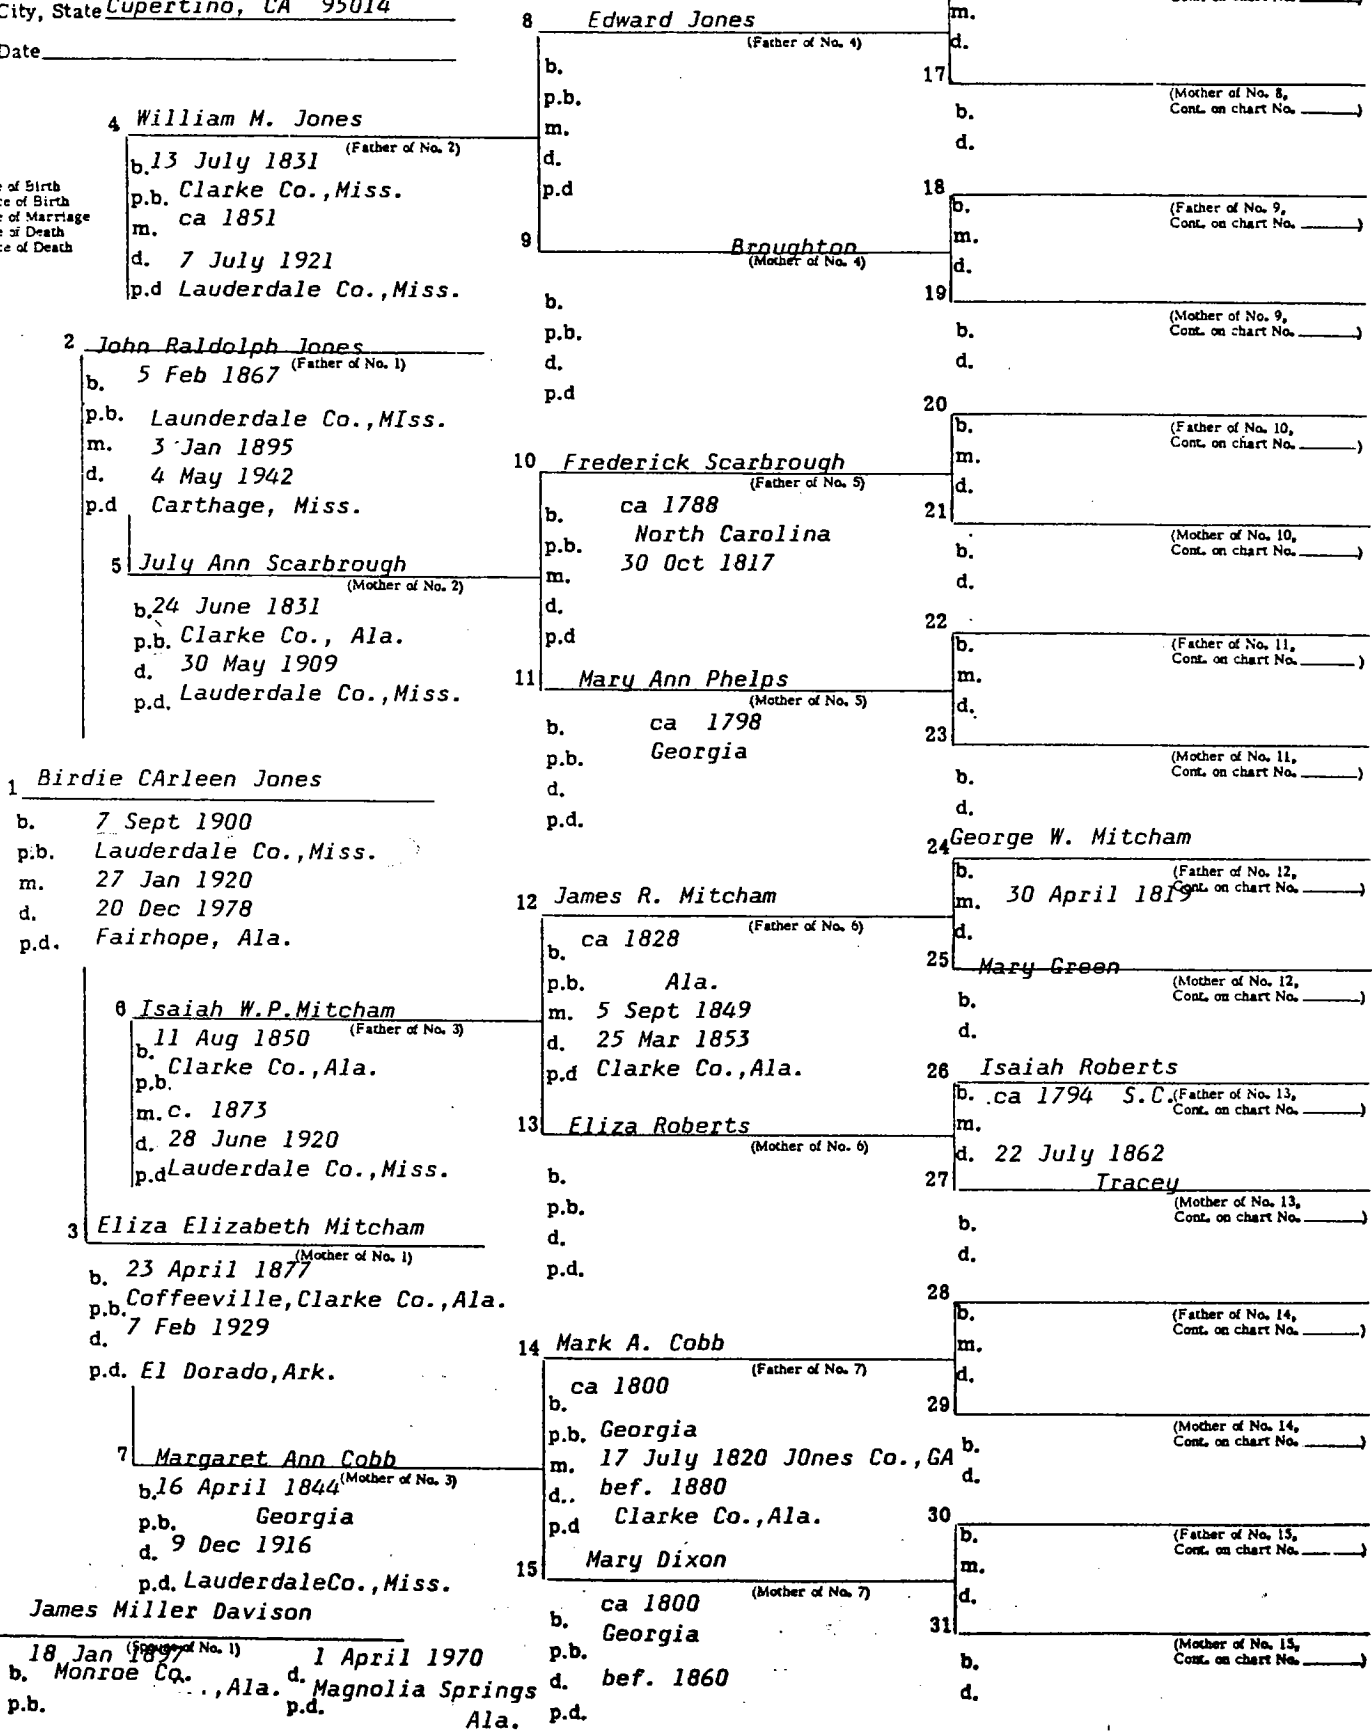 City, State Cupertino, CA 95014
Date
e of Birth
ce of Birth
e of Marriage
e of Death
ce of Death
4 William M. Jones
(Father of No. 2)
b. 13 July 1831
p.b. Clarke Co.,Miss.
m. ca 1851
d. 7 July 1921
p.d Lauderdale Co.,Miss.
2 John Raldolph Jones
(Father of No. 1)
b. 5 Feb 1867
p.b. Launderdale Co.,MIss.
m. 3 Jan 1895
d. 4 May 1942
p.d Carthage, Miss.
5 July Ann Scarbrough
(Mother of No. 2)
b. 24 June 1831
p.b. Clarke Co., Ala.
d. 30 May 1909
p.d. Lauderdale Co.,Miss.
1 Birdie CArleen Jones
b. 7 Sept 1900
p.b. Lauderdale Co.,Miss.
m. 27 Jan 1920
d. 20 Dec 1978
p.d. Fairhope, Ala.
6 Isaiah W.P.Mitcham
(Father of No. 3)
b. 11 Aug 1850
p.b. Clarke Co.,Ala.
m. c. 1873
d. 28 June 1920
p.d Lauderdale Co.,Miss.
3 Eliza Elizabeth Mitcham
(Mother of No. 1)
b. 23 April 1877
p.b. Coffeeville,Clarke Co.,Ala.
d. 7 Feb 1929
p.d. El Dorado,Ark.
7 Margaret Ann Cobb
(Mother of No. 3)
b. 16 April 1844
p.b. Georgia
d. 9 Dec 1916
p.d. LauderdaleCo.,Miss.
James Miller Davison
(Spouse of No. 1)
b. 18 Jan 1897
d. 1 April 1970
p.b. Monroe Co.,Ala.
p.d. Magnolia Springs
Ala.
8 Edward Jones
(Father of No. 4)
b.
p.b.
m.
d.
p.d
9 Broughton
(Mother of No. 4)
b.
p.b.
d.
p.d
10 Frederick Scarbrough
(Father of No. 5)
b. ca 1788
p.b. North Carolina
m. 30 Oct 1817
d.
p.d
11 Mary Ann Phelps
(Mother of No. 5)
b. ca 1798
p.b. Georgia
d.
p.d.
12 James R. Mitcham
(Father of No. 6)
b. ca 1828
p.b. Ala.
m. 5 Sept 1849
d. 25 Mar 1853
p.d Clarke Co.,Ala.
13 Eliza Roberts
(Mother of No. 6)
b.
p.b.
d.
p.d.
14 Mark A. Cobb
(Father of No. 7)
b. ca 1800
p.b. Georgia
m. 17 July 1820 JOnes Co.,GA
d.. bef. 1880
p.d Clarke Co.,Ala.
15 Mary Dixon
(Mother of No. 7)
b. ca 1800
p.b. Georgia
d. bef. 1860
p.d.
m.
d.
17
(Mother of No. 8,
Cont. on chart No. )
b.
d.
18
b.
(Father of No. 9,
Cont. on chart No. )
m.
d.
19
(Mother of No. 9,
Cont. on chart No. )
b.
d.
20
b.
(Father of No. 10,
Cont. on chart No. )
m.
d.
21
(Mother of No. 10,
Cont. on chart No. )
b.
d.
22
b.
(Father of No. 11,
Cont. on chart No. )
m.
d.
23
(Mother of No. 11,
Cont. on chart No. )
b.
d.
24 George W. Mitcham
b.
(Father of No. 12,
Cont. on chart No. )
m. 30 April 1819
d.
25 Mary Green
(Mother of No. 12,
Cont. on chart No. )
b.
d.
26 Isaiah Roberts
b. ca 1794 S.C.
(Father of No. 13,
Cont. on chart No. )
m.
d. 22 July 1862
27 Tracey
(Mother of No. 13,
Cont. on chart No. )
b.
d.
28
b.
(Father of No. 14,
Cont. on chart No. )
m.
d.
29
(Mother of No. 14,
Cont. on chart No. )
b.
d.
30
b.
(Father of No. 15,
Cont. on chart No. )
m.
d.
31
(Mother of No. 15,
Cont. on chart No. )
b.
d.